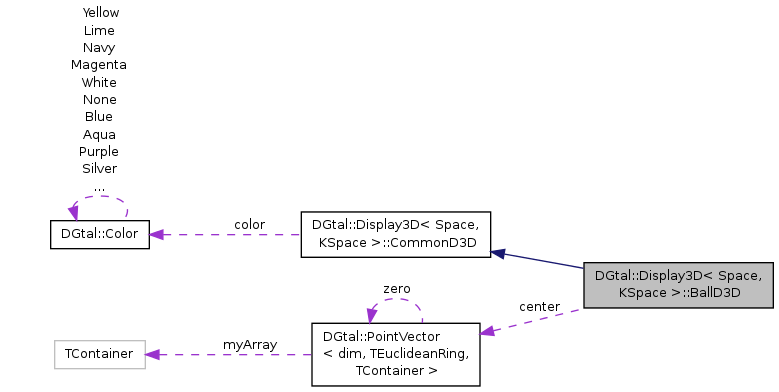 Yellow
Lime
Navy
Magenta
White
None
Blue
Aqua
Purple
Silver
...
DGtal::Color
color
DGtal::Display3D< Space,
KSpace >::CommonD3D
DGtal::Display3D< Space,
KSpace >::BallD3D
zero
center
TContainer
myArray
DGtal::PointVector
< dim, TEuclideanRing,
TContainer >